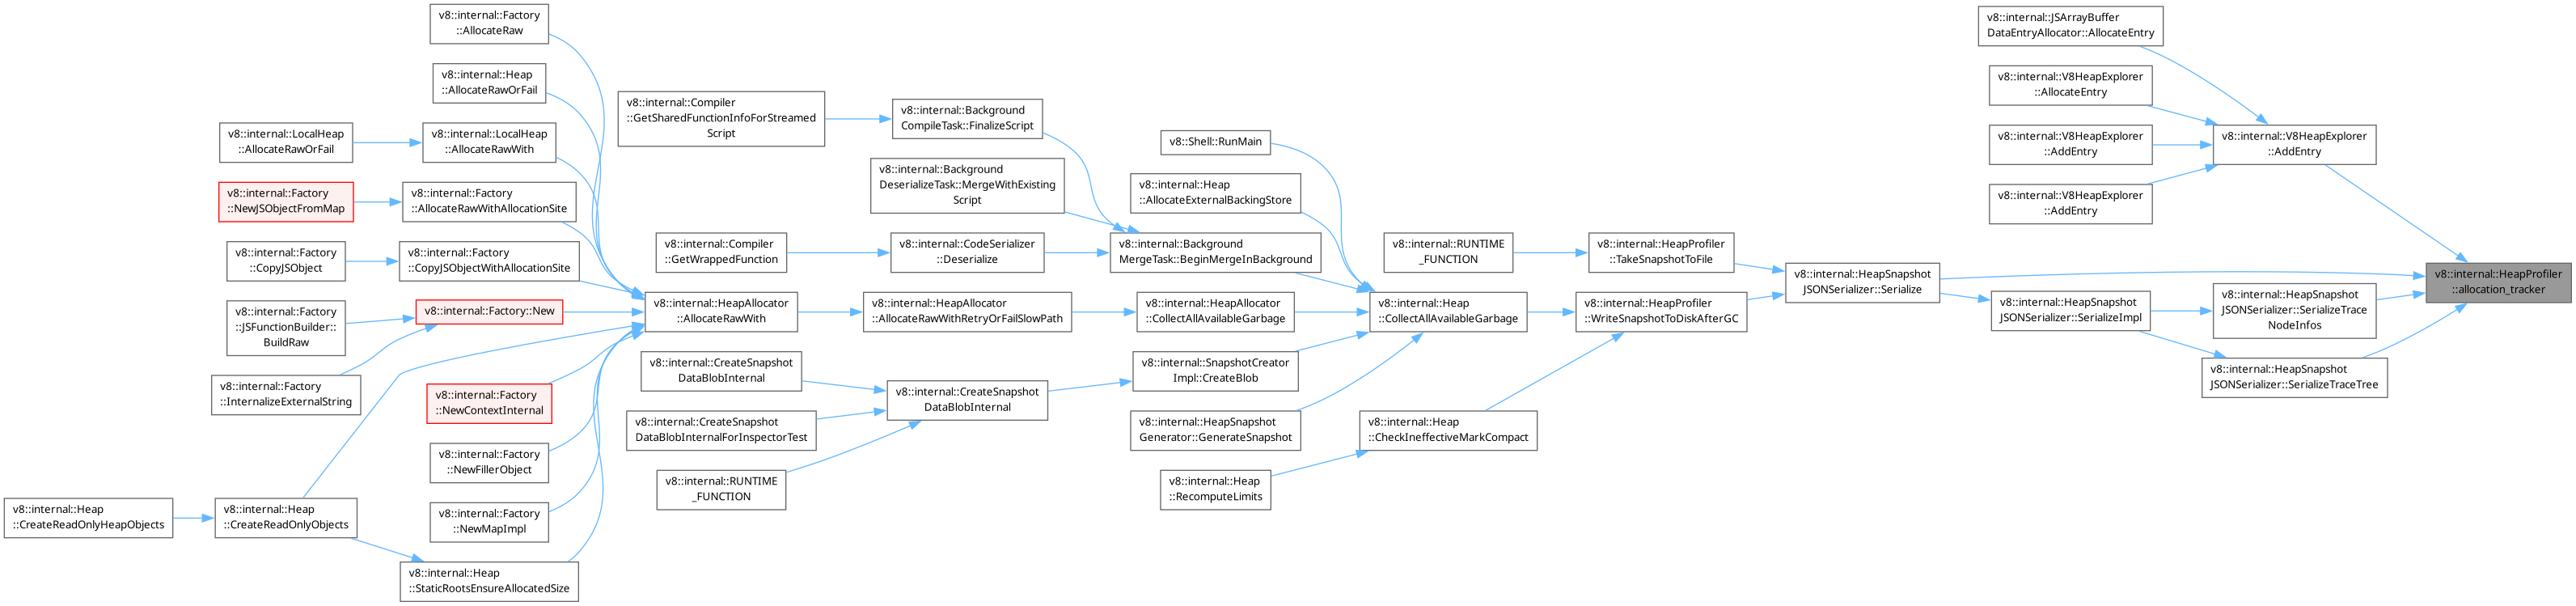 v8::internal::Factory
::AllocateRaw
v8::internal::Heap
::AllocateRawOrFail
v8::internal::LocalHeap
::AllocateRawOrFail
v8::internal::LocalHeap
::AllocateRawWith
v8::internal::Factory
::NewJSObjectFromMap
v8::internal::Factory
::AllocateRawWithAllocationSite
v8::internal::Factory
::CopyJSObject
v8::internal::Factory
::CopyJSObjectWithAllocationSite
v8::internal::Factory
::JSFunctionBuilder::
BuildRaw
v8::internal::Factory::New
v8::internal::Factory
::InternalizeExternalString
v8::internal::Factory
::NewContextInternal
v8::internal::Factory
::NewFillerObject
v8::internal::Heap
::CreateReadOnlyHeapObjects
v8::internal::Heap
::CreateReadOnlyObjects
v8::internal::Factory
::NewMapImpl
v8::internal::Heap
::StaticRootsEnsureAllocatedSize
v8::internal::Compiler
::GetSharedFunctionInfoForStreamed
Script
v8::internal::Background
CompileTask::FinalizeScript
v8::internal::Background
DeserializeTask::MergeWithExisting
Script
v8::internal::Compiler
::GetWrappedFunction
v8::internal::CodeSerializer
::Deserialize
v8::internal::HeapAllocator
::AllocateRawWith
v8::internal::HeapAllocator
::AllocateRawWithRetryOrFailSlowPath
v8::internal::CreateSnapshot
DataBlobInternal
v8::internal::CreateSnapshot
DataBlobInternalForInspectorTest
v8::internal::RUNTIME
_FUNCTION
v8::internal::CreateSnapshot
DataBlobInternal
v8::Shell::RunMain
v8::internal::Heap
::AllocateExternalBackingStore
v8::internal::Background
MergeTask::BeginMergeInBackground
v8::internal::HeapAllocator
::CollectAllAvailableGarbage
v8::internal::SnapshotCreator
Impl::CreateBlob
v8::internal::HeapSnapshot
Generator::GenerateSnapshot
v8::internal::Heap
::RecomputeLimits
v8::internal::RUNTIME
_FUNCTION
v8::internal::Heap
::CollectAllAvailableGarbage
v8::internal::Heap
::CheckIneffectiveMarkCompact
v8::internal::HeapProfiler
::TakeSnapshotToFile
v8::internal::HeapProfiler
::WriteSnapshotToDiskAfterGC
v8::internal::HeapSnapshot
JSONSerializer::Serialize
v8::internal::JSArrayBuffer
DataEntryAllocator::AllocateEntry
v8::internal::V8HeapExplorer
::AllocateEntry
v8::internal::V8HeapExplorer
::AddEntry
v8::internal::V8HeapExplorer
::AddEntry
v8::internal::V8HeapExplorer
::AddEntry
v8::internal::HeapSnapshot
JSONSerializer::SerializeImpl
v8::internal::HeapSnapshot
JSONSerializer::SerializeTrace
NodeInfos
v8::internal::HeapSnapshot
JSONSerializer::SerializeTraceTree
v8::internal::HeapProfiler
::allocation_tracker